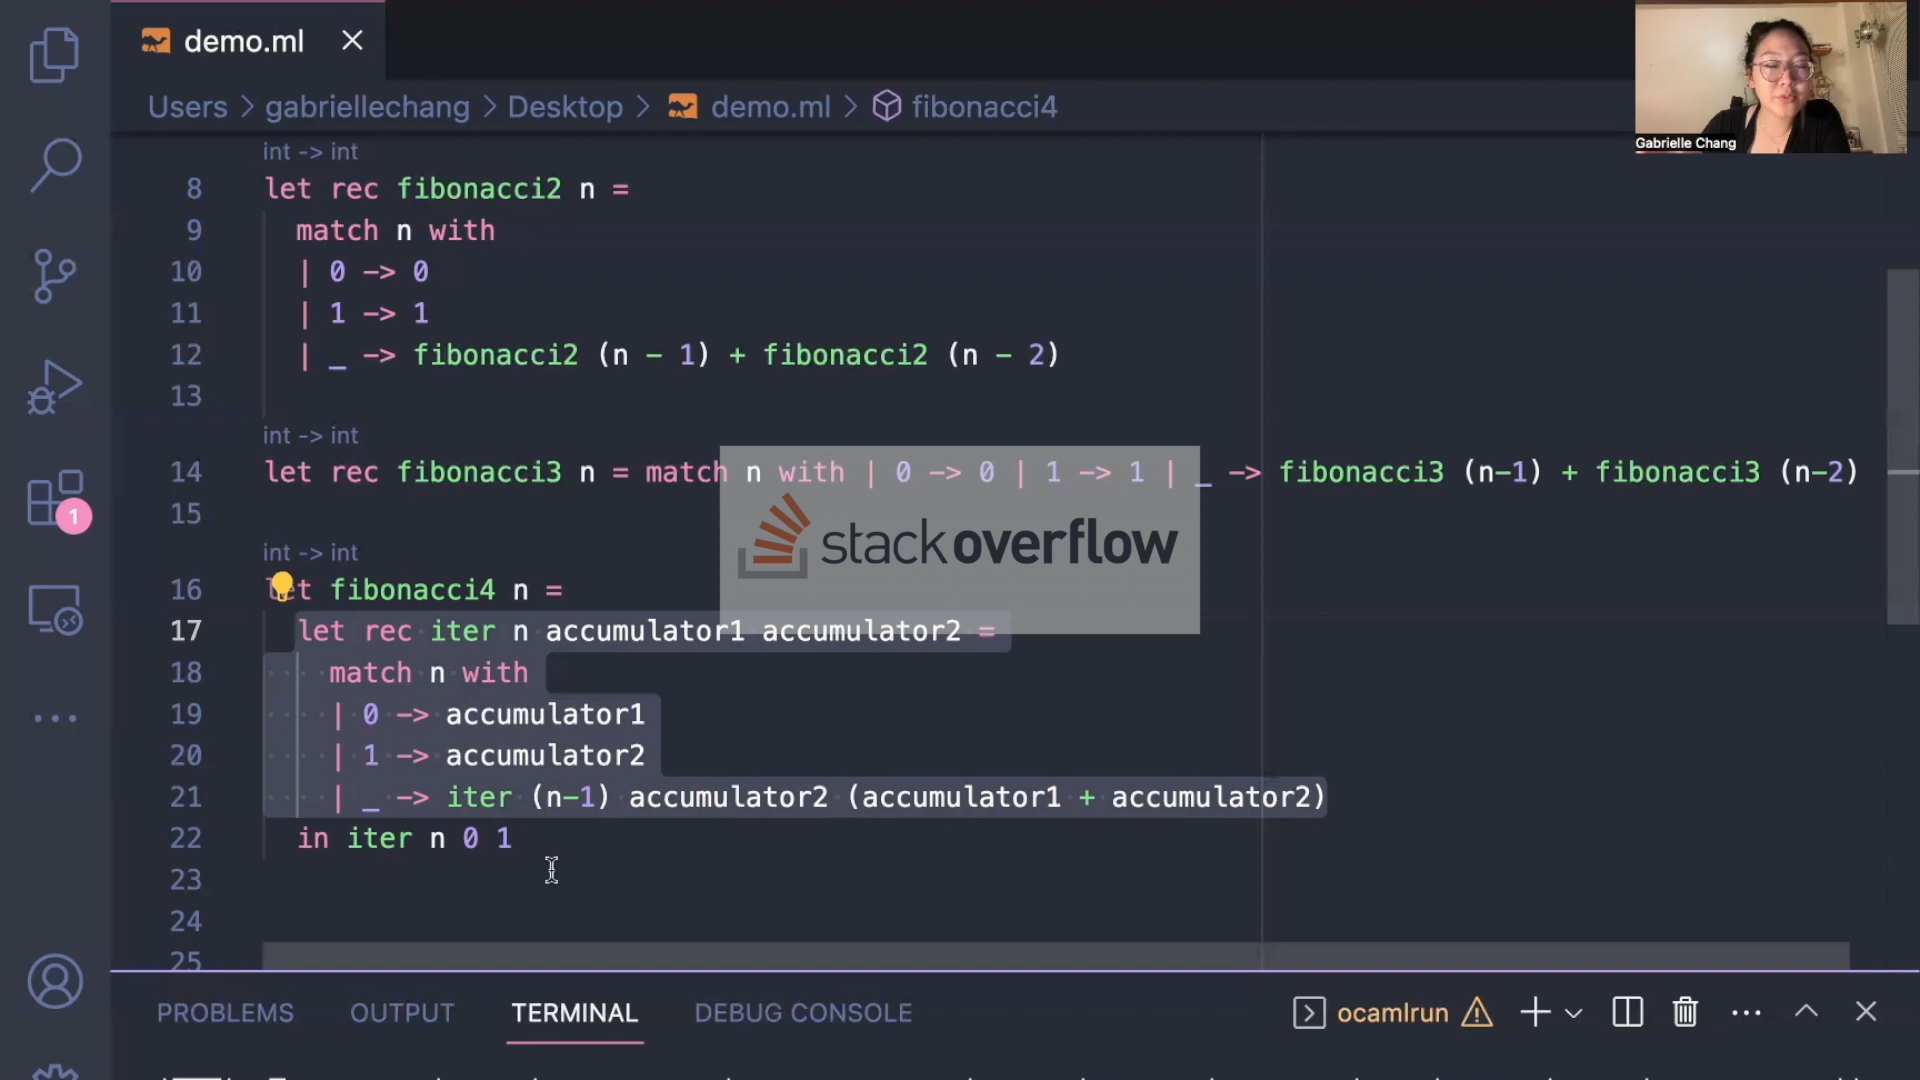 demo.ml
Gabrielle Chang
Users > gabriellechang > Desktop > demo.ml > fibonacci4
int -> int
8 let rec fibonacci2 n =
9 match n with
10 | 0 -> 0
11 | 1 -> 1
12 | _ -> fibonacci2 (n - 1) + fibonacci2 (n - 2)
13
int -> int
14 let rec fibonacci3 n = match n with | 0 -> 0 | 1 -> 1 | _ -> fibonacci3 (n-1) + fibonacci3 (n-2)
15
stackoverflow
int -> int
16 let fibonacci4 n =
17 let rec iter n accumulator1 accumulator2 =
18 match n with
19 | 0 -> accumulator1
20 | 1 -> accumulator2
21 | _ -> iter (n-1) accumulator2 (accumulator1 + accumulator2)
22 in iter n 0 1
23
24
25
1
PROBLEMS OUTPUT TERMINAL DEBUG CONSOLE ocamlrun